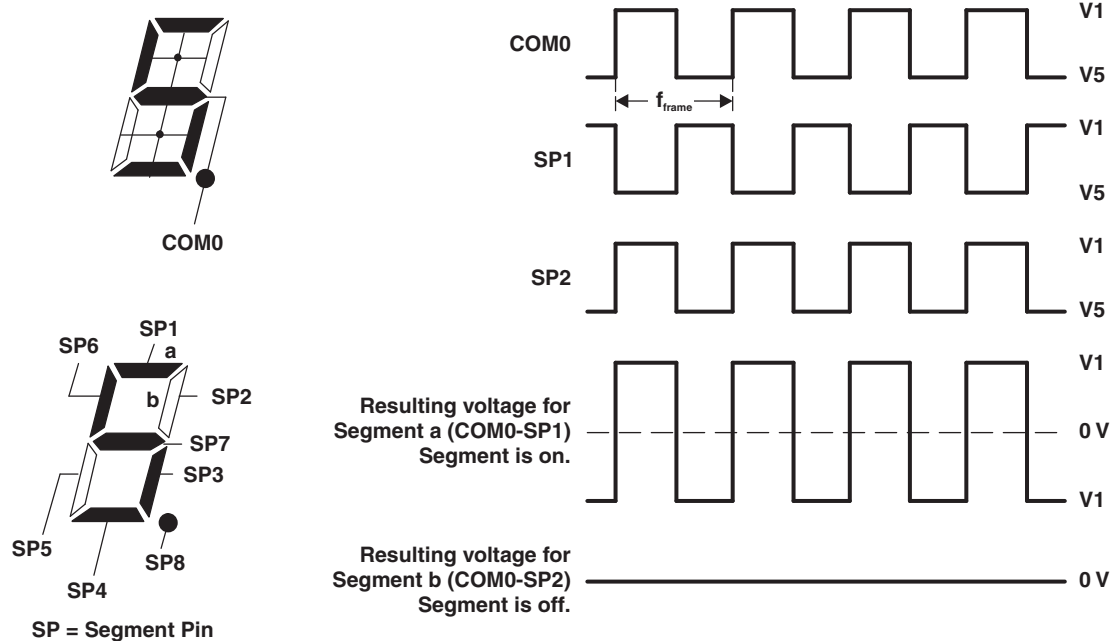 COM0
SP1
SP6
a
b
SP2
SP7
SP3
SP5
SP8
SP4
SP = Segment Pin
COM0
V1
V5
f_frame
SP1
V1
V5
SP2
V1
V5
Resulting voltage for
Segment a (COM0-SP1)
Segment is on.
V1
0 V
V1
Resulting voltage for
Segment b (COM0-SP2)
Segment is off.
0 V